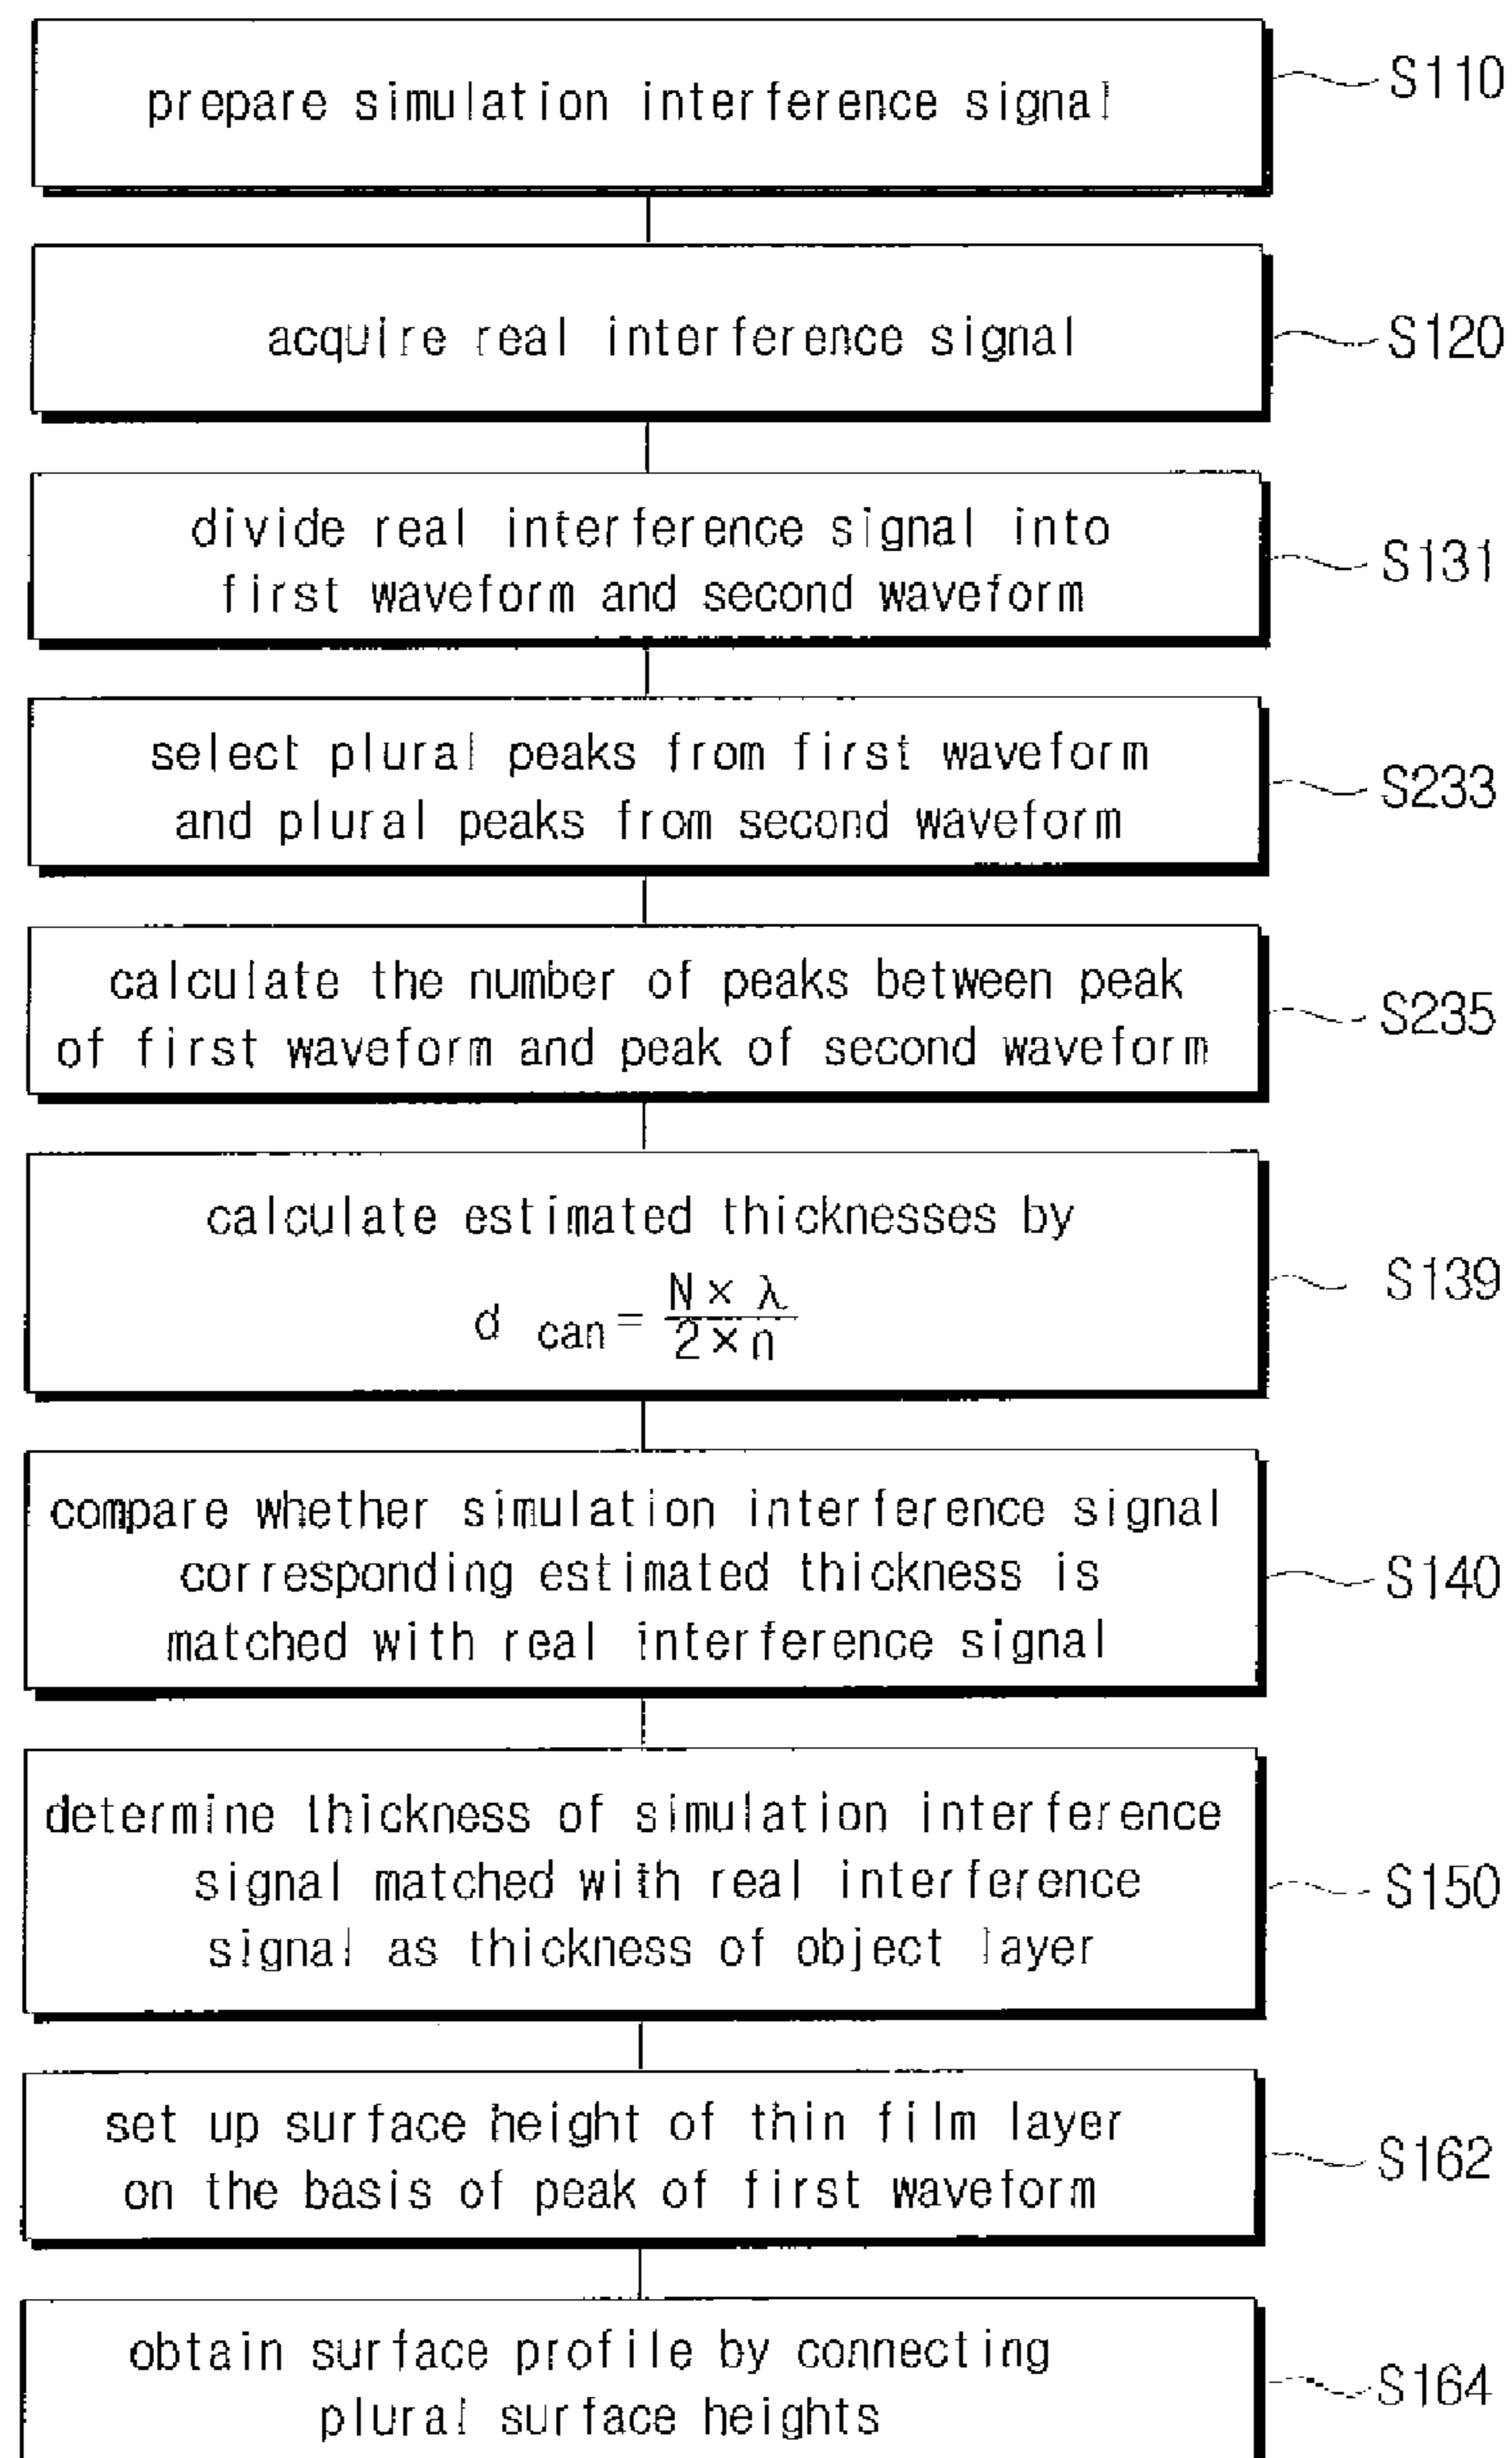 prepare simulation interference signal
S110
acquire real interference signal
S120
divide real interference signal into
first waveform and second waveform
S131
select plural peaks from first waveform
and plural peaks from second waveform
S233
calculate the number of peaks between peak
of first waveform and peak of second waveform
S235
calculate estimated thicknesses by
d can = N × λ / 2 × n
S139
compare whether simulation interference signal
corresponding estimated thickness is
matched with real interference signal
S140
determine thickness of simulation interference
signal matched with real interference
signal as thickness of object layer
S150
set up surface height of thin film layer
on the basis of peak of first waveform
S162
obtain surface profile by connecting
plural surface heights
S164